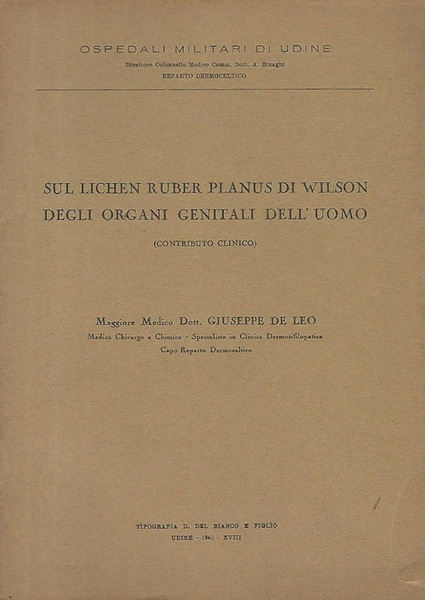 OSPEDALI MILITARI DI UDINE
Direttore Colonnello Medico Comm. Dott. A. Binaghi
REPARTO DERMOCELTICO
SUL LICHEN RUBER PLANUS DI WILSON
DEGLI ORGANI GENITALI DELL'UOMO
(CONTRIBUTO CLINICO)
Maggiore Medico Dott. GIUSEPPE DE LEO
Medico Chirurgo e Chimico - Specialista in Clinica Dermosifilopatica
Capo Reparto Dermoceltico
TIPOGRAFIA D. DEL BIANCO E FIGLIO
UDINE - 1940 - XVIII